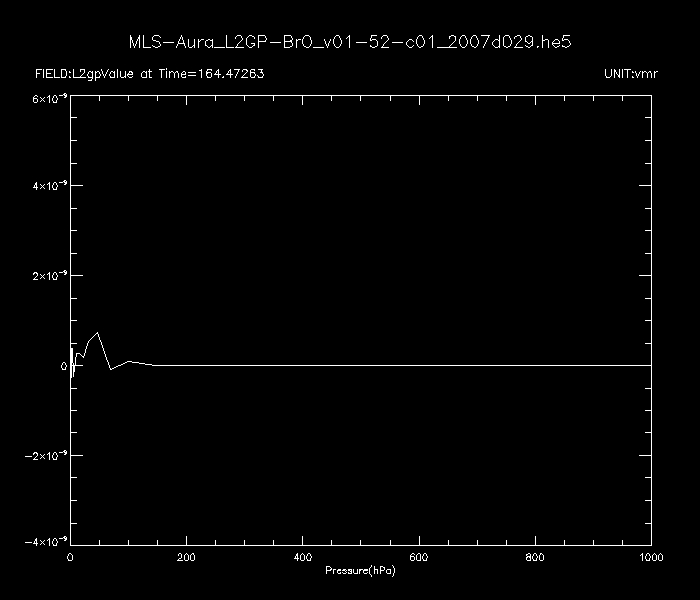 MLS-Aura_L2GP-BrO_v01-52-c01_2007d029.he5
FIELD:L2gpValue at Time=164.47263 UNIT:vmr
6×10⁻⁹
4×10⁻⁹
2×10⁻⁹
0
-2×10⁻⁹
-4×10⁻⁹
0 200 400 600 800 1000
Pressure(hPa)